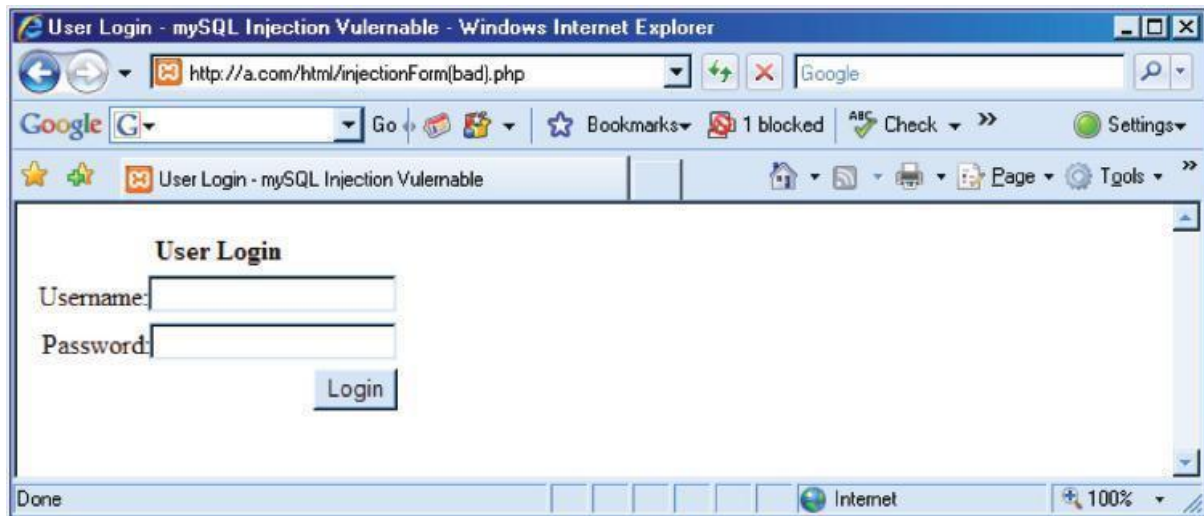 User Login - mySQL Injection Vulernable - Windows Internet Explorer
http://a.com/html/injectionForm(bad).php
Google
Google G Go Bookmarks 1 blocked ABC Check » Settings
User Login - mySQL Injection Vulernable Page Tools »
User Login
Username:
Password:
Login
Done Internet 100%